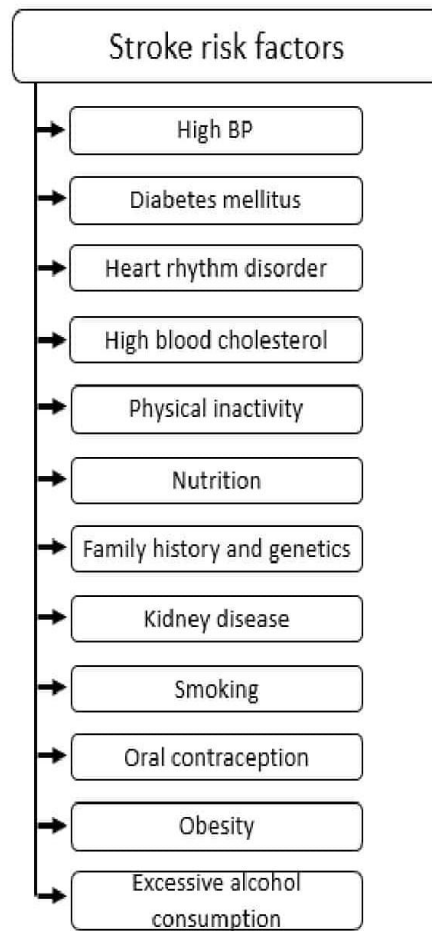 Stroke risk factors
High BP
Diabetes mellitus
Heart rhythm disorder
High blood cholesterol
Physical inactivity
Nutrition
Family history and genetics
Kidney disease
Smoking
Oral contraception
Obesity
Excessive alcohol
consumption